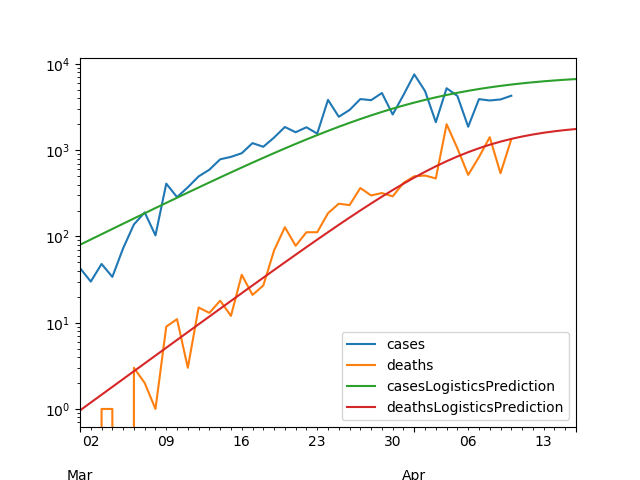 10⁴
10³
10²
10¹
10⁰
02 09 16 23 30 06 13
Mar Apr
cases
deaths
casesLogisticsPrediction
deathsLogisticsPrediction